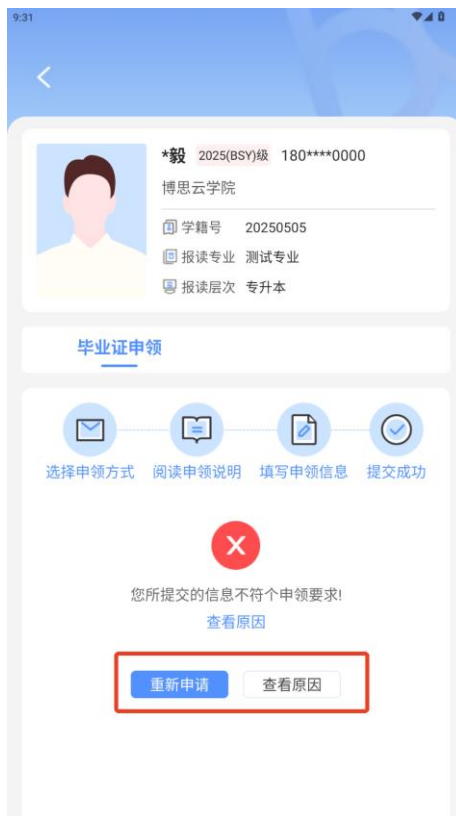 9:31
*毅 2025(BSY)级 180****0000
博思云学院
学籍号 20250505
报读专业 测试专业
报读层次 专升本
毕业证申领
选择申领方式 阅读申领说明 填写申领信息 提交成功
您所提交的信息不符个申领要求!
查看原因
重新申请 查看原因